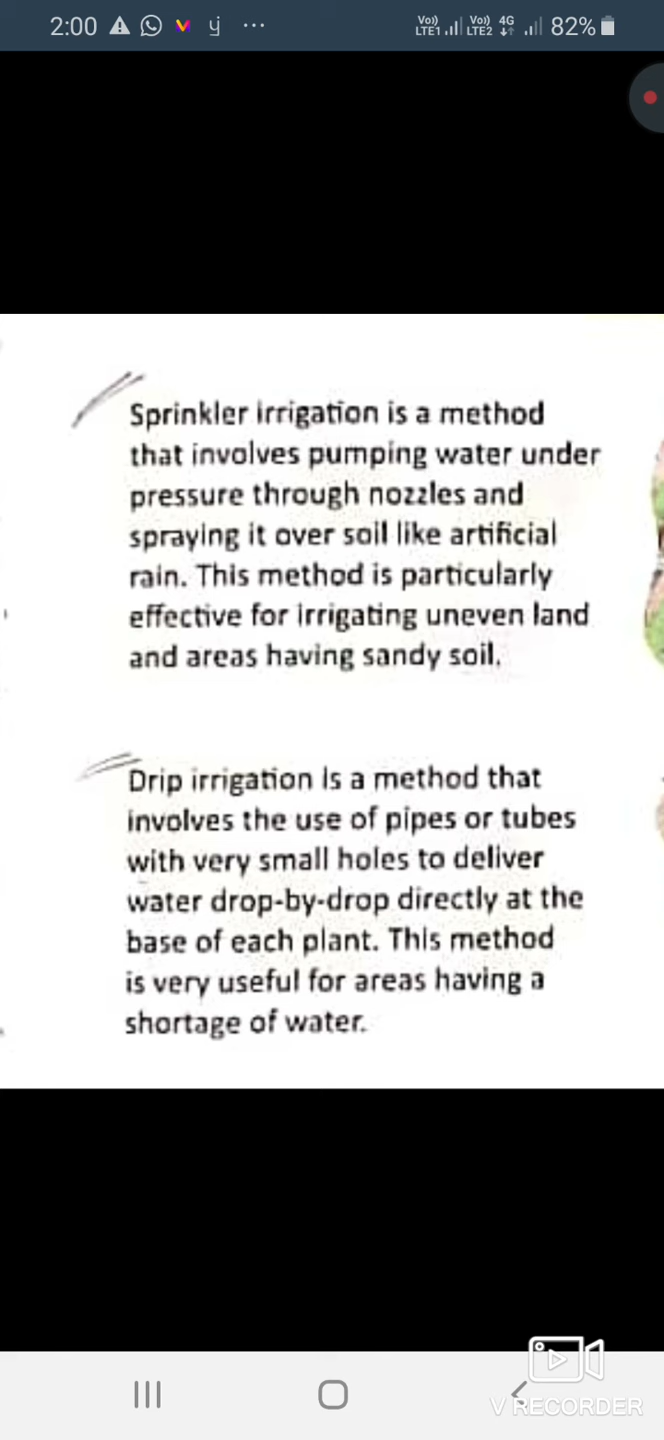 2:00
Vo)) LTE1 Vo)) LTE2 4G 82%
Sprinkler irrigation is a method
that involves pumping water under
pressure through nozzles and
spraying it over soil like artificial
rain. This method is particularly
effective for irrigating uneven land
and areas having sandy soil.
Drip irrigation is a method that
involves the use of pipes or tubes
with very small holes to deliver
water drop-by-drop directly at the
base of each plant. This method
is very useful for areas having a
shortage of water.
V RECORDER